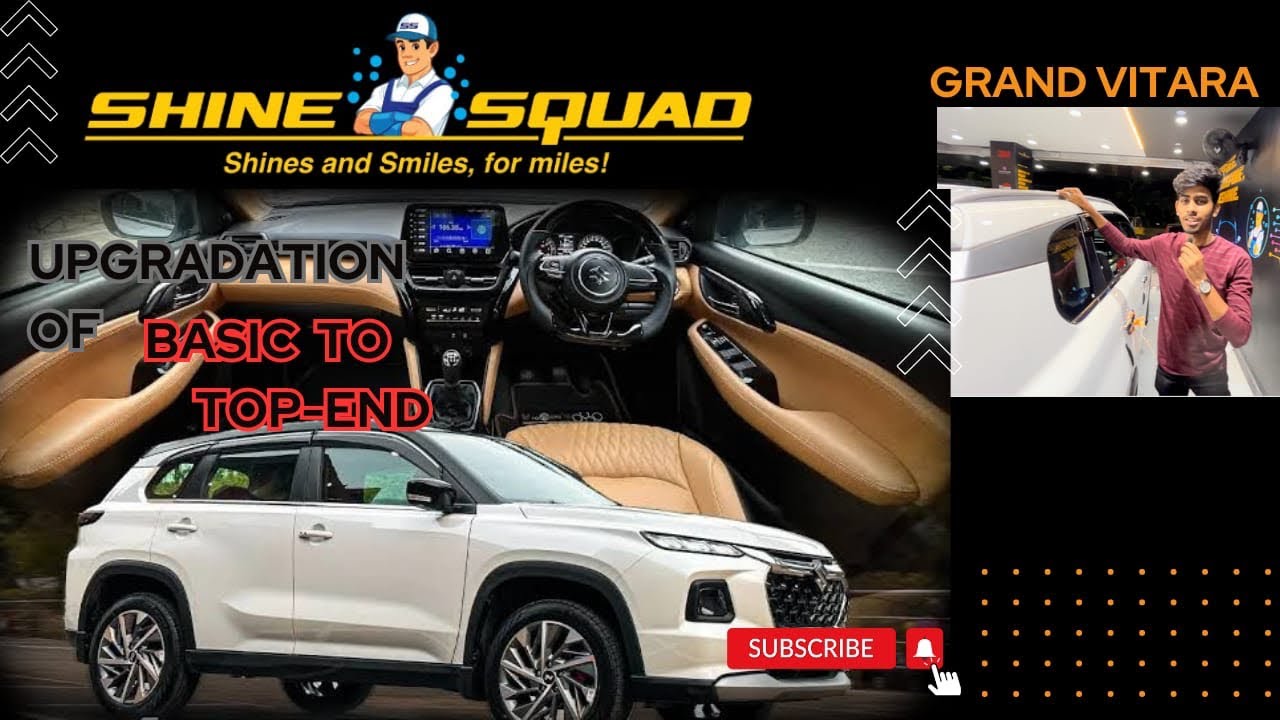 SS
SHINE SQUAD
Shines and Smiles, for miles!
GRAND VITARA
UPGRADATION
OF BASIC TO
TOP-END
SUBSCRIBE